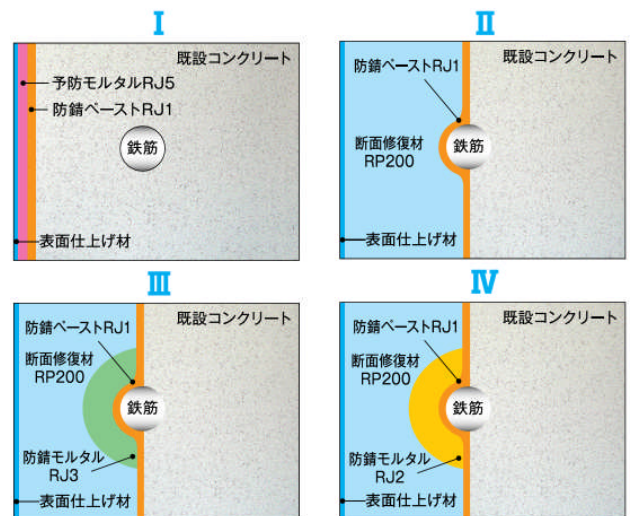 I
既設コンクリート
予防モルタルRJ5
防錆ペーストRJ1
鉄筋
表面仕上げ材
II
既設コンクリート
防錆ペーストRJ1
断面修復材
RP200
鉄筋
表面仕上げ材
III
防錆ペーストRJ1
既設コンクリート
断面修復材
RP200
鉄筋
防錆モルタル
RJ3
表面仕上げ材
IV
防錆ペーストRJ1
既設コンクリート
断面修復材
RP200
鉄筋
防錆モルタル
RJ2
表面仕上げ材